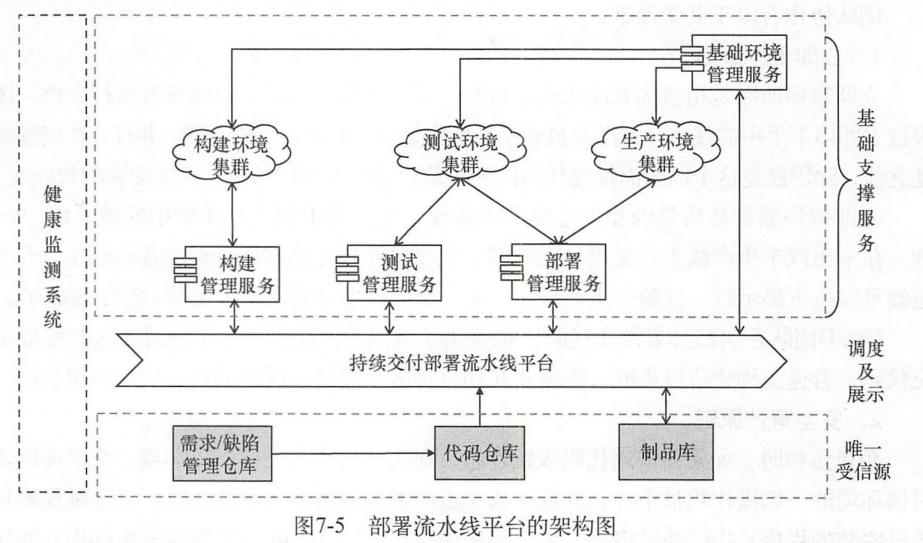 基础环境
管理服务
构建环境
集群
测试环境
集群
生产环境
集群
基础支撑服务
健康监测系统
构建
管理服务
测试
管理服务
部署
管理服务
持续交付部署流水线平台
调度及展示
需求/缺陷
管理仓库
代码仓库
制品库
唯一受信源
图7-5 部署流水线平台的架构图